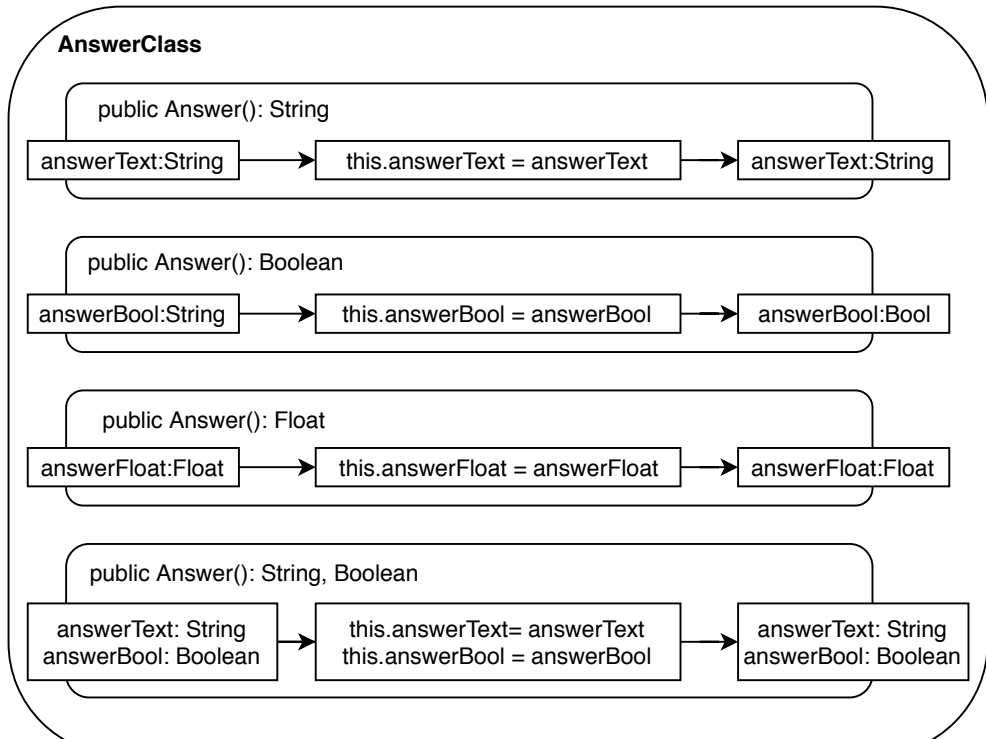 AnswerClass
public Answer(): String
answerText:String
this.answerText = answerText
answerText:String
public Answer(): Boolean
answerBool:String
this.answerBool = answerBool
answerBool:Bool
public Answer(): Float
answerFloat:Float
this.answerFloat = answerFloat
answerFloat:Float
public Answer(): String, Boolean
answerText: String
answerBool: Boolean
this.answerText= answerText
this.answerBool = answerBool
answerText: String
answerBool: Boolean